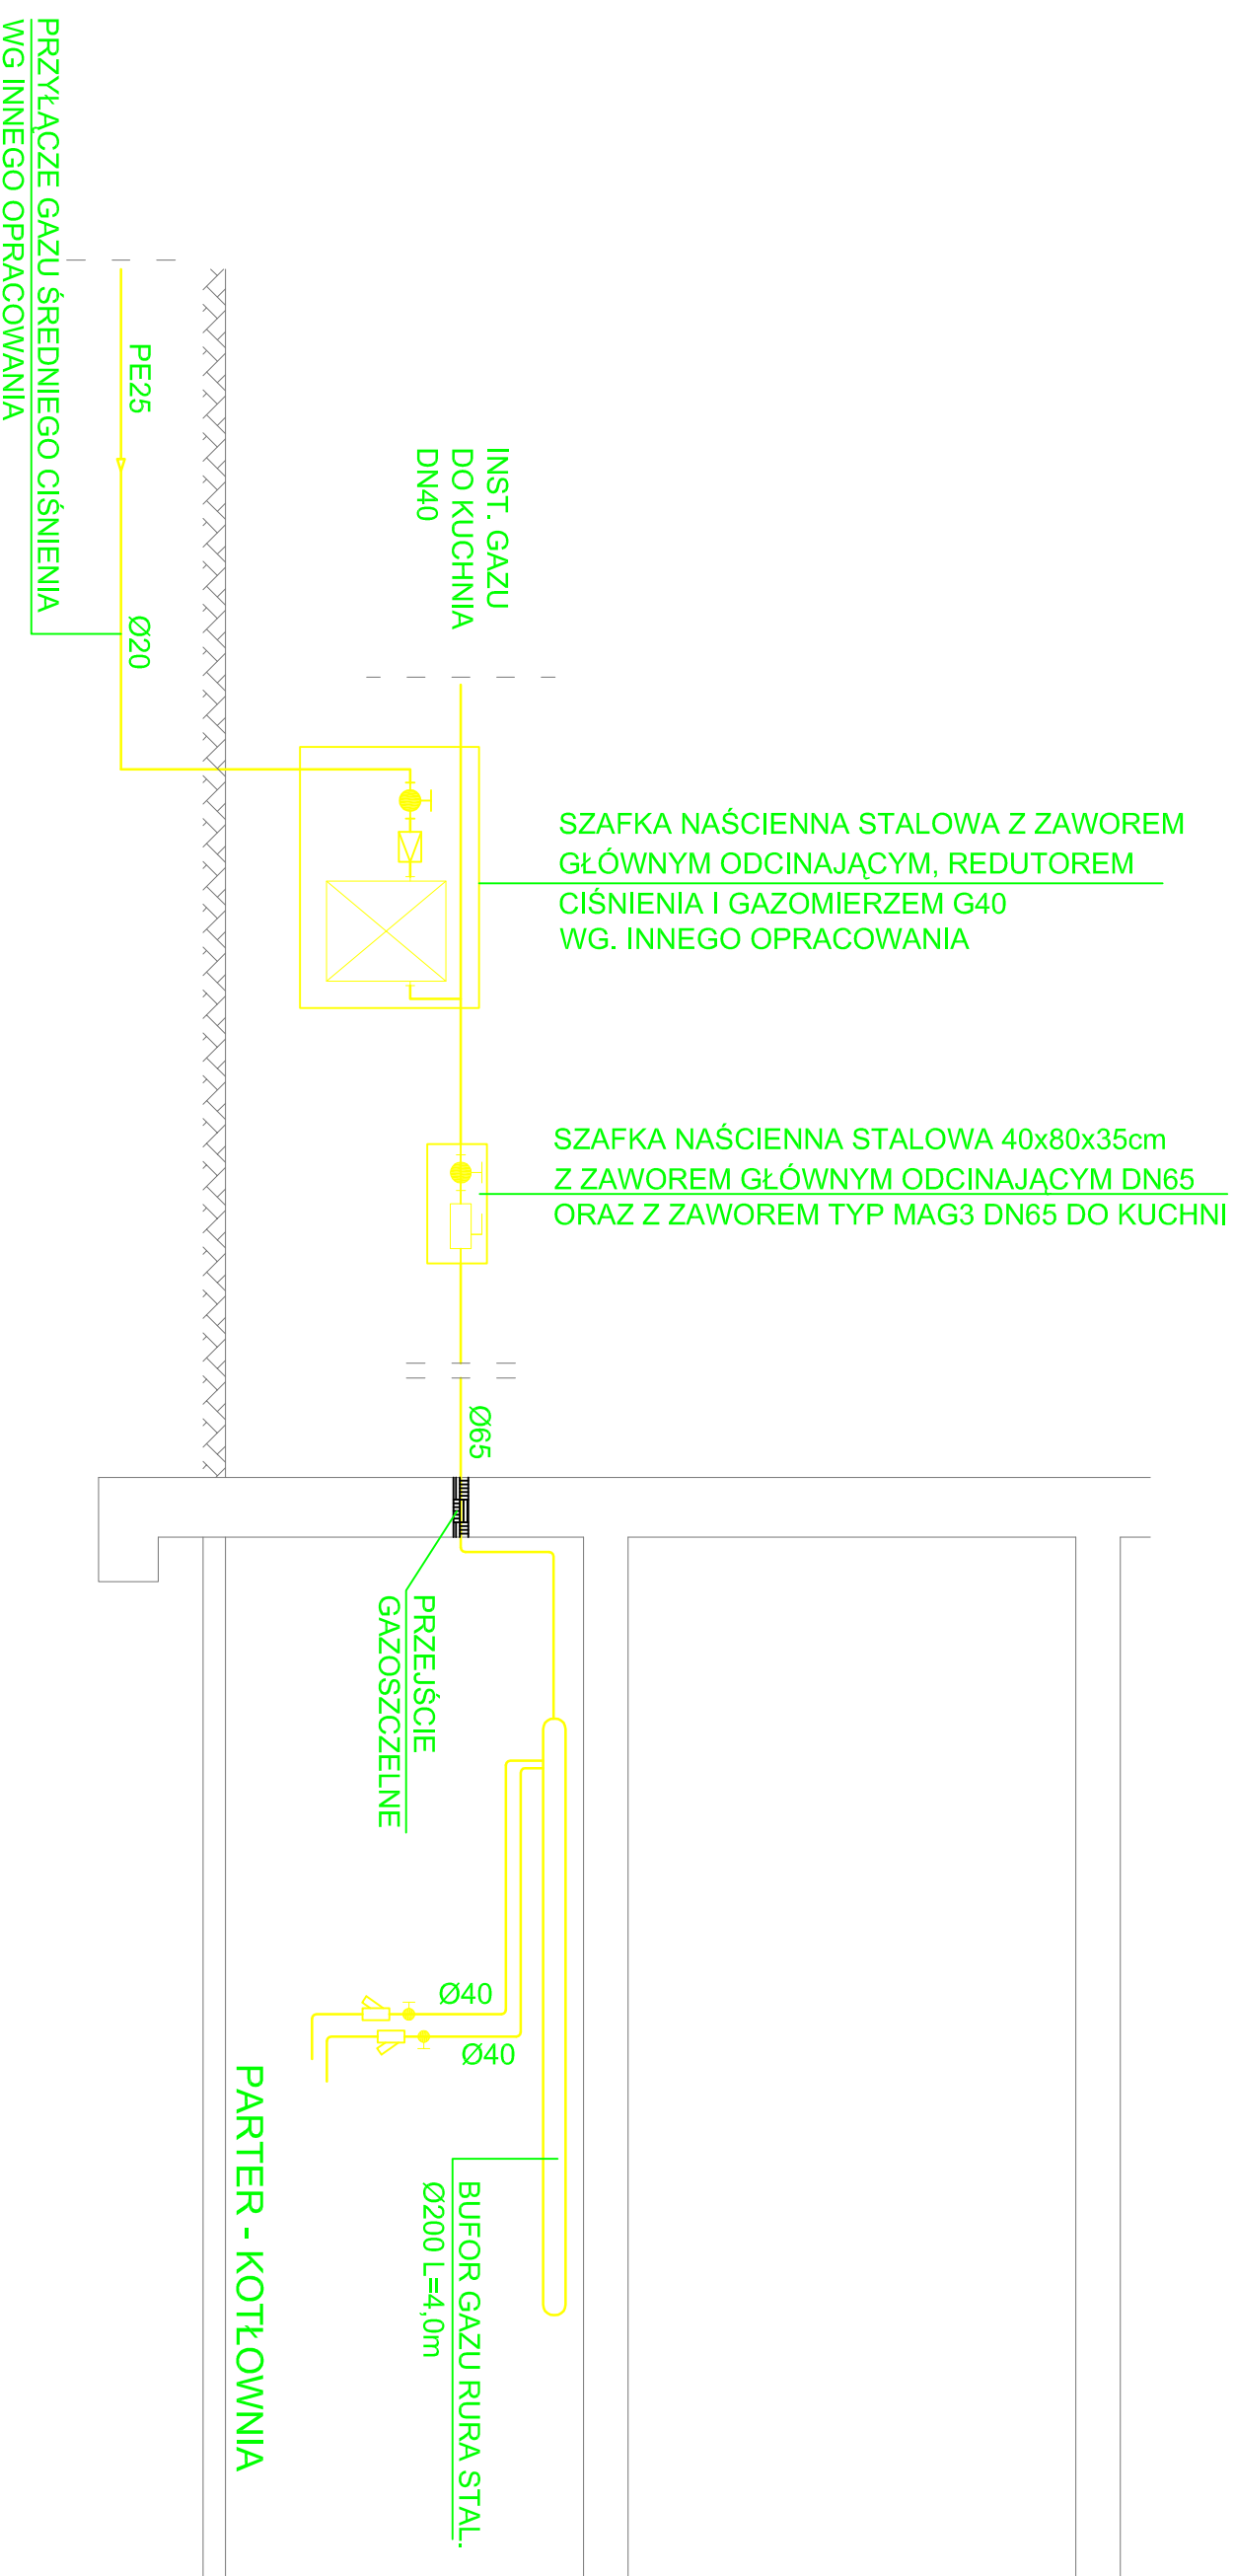 PRZYŁĄCZE GAZU ŚREDNIEGO CIŚNIENIA
WG INNEGO OPRACOWANIA
PE25
Ø20
INST. GAZU
DO KUCHNIA
DN40
SZAFKA NAŚCIENNA STALOWA Z ZAWOREM
GŁÓWNYM ODCINAJĄCYM, REDUTOREM
CIŚNIENIA I GAZOMIERZEM G40
WG. INNEGO OPRACOWANIA
SZAFKA NAŚCIENNA STALOWA 40x80x35cm
Z ZAWOREM GŁÓWNYM ODCINAJĄCYM DN65
ORAZ Z ZAWOREM TYP MAG3 DN65 DO KUCHNI
Ø65
PRZEJŚCIE
GAZOSZCZELNE
Ø40
Ø40
BUFOR GAZU RURA STAL.
Ø200 L=4,0m
PARTER - KOTŁOWNIA